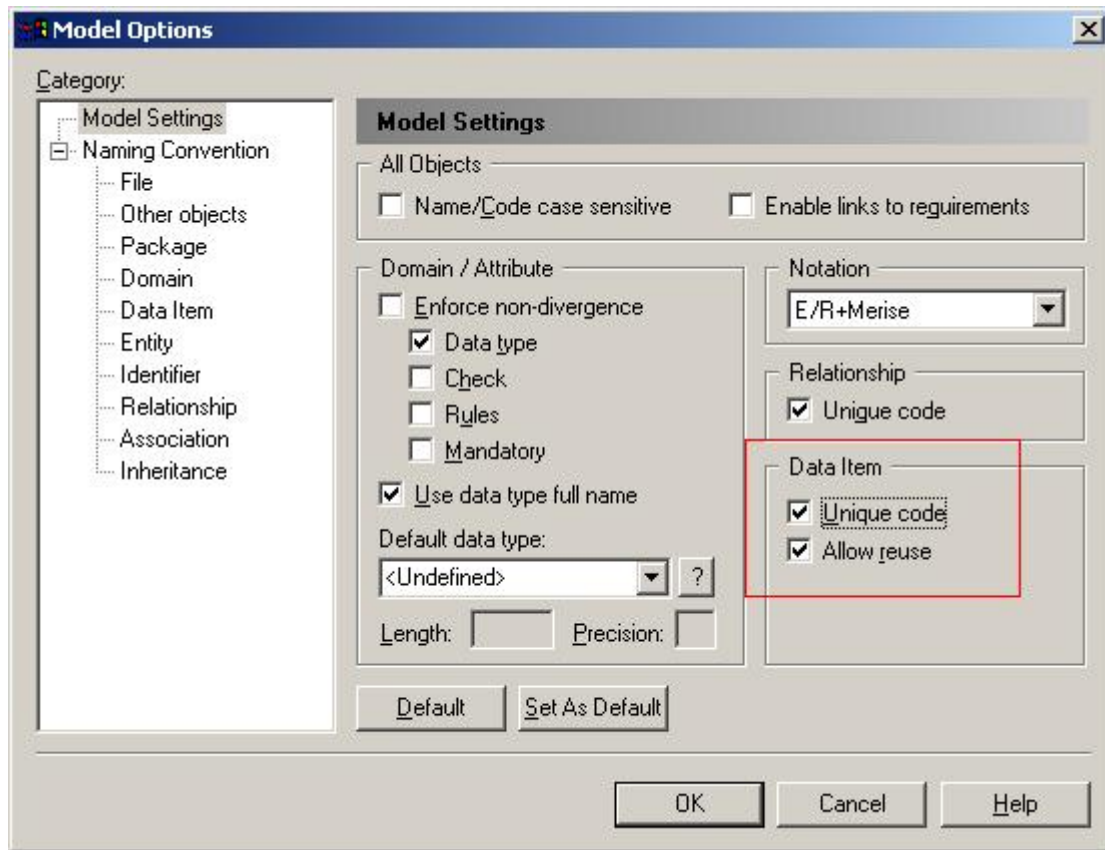 Model Options
Category:
Model Settings
Naming Convention
File
Other objects
Package
Domain
Data Item
Entity
Identifier
Relationship
Association
Inheritance
Model Settings
All Objects
Name/Code case sensitive
Enable links to requirements
Domain / Attribute
Enforce non-divergence
Data type
Check
Rules
Mandatory
Use data type full name
Default data type:
<Undefined>
?
Length:
Precision:
Notation
E/R+Merise
Relationship
Unique code
Data Item
Unique code
Allow reuse
Default
Set As Default
OK
Cancel
Help